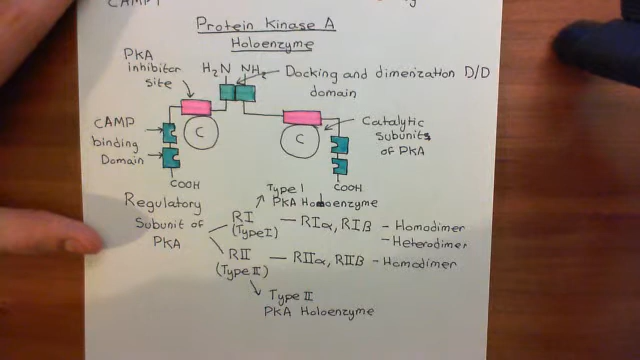 CAMP
Protein Kinase A
Holoenzyme
PKA
inhibitor
site
H₂N NH₂
Docking and dimerization D/D
domain
CAMP
binding
Domain
C
C
Catalytic
Subunits
of PKA
COOH
COOH
Regulatory
Subunit of
PKA
Type I
PKA Holoenzyme
RI
(Type I)
— RIα, RIβ - Homodimer
- Heterodimer
RII
(Type II)
— RIIα, RIIβ - Homodimer
Type II
PKA Holoenzyme